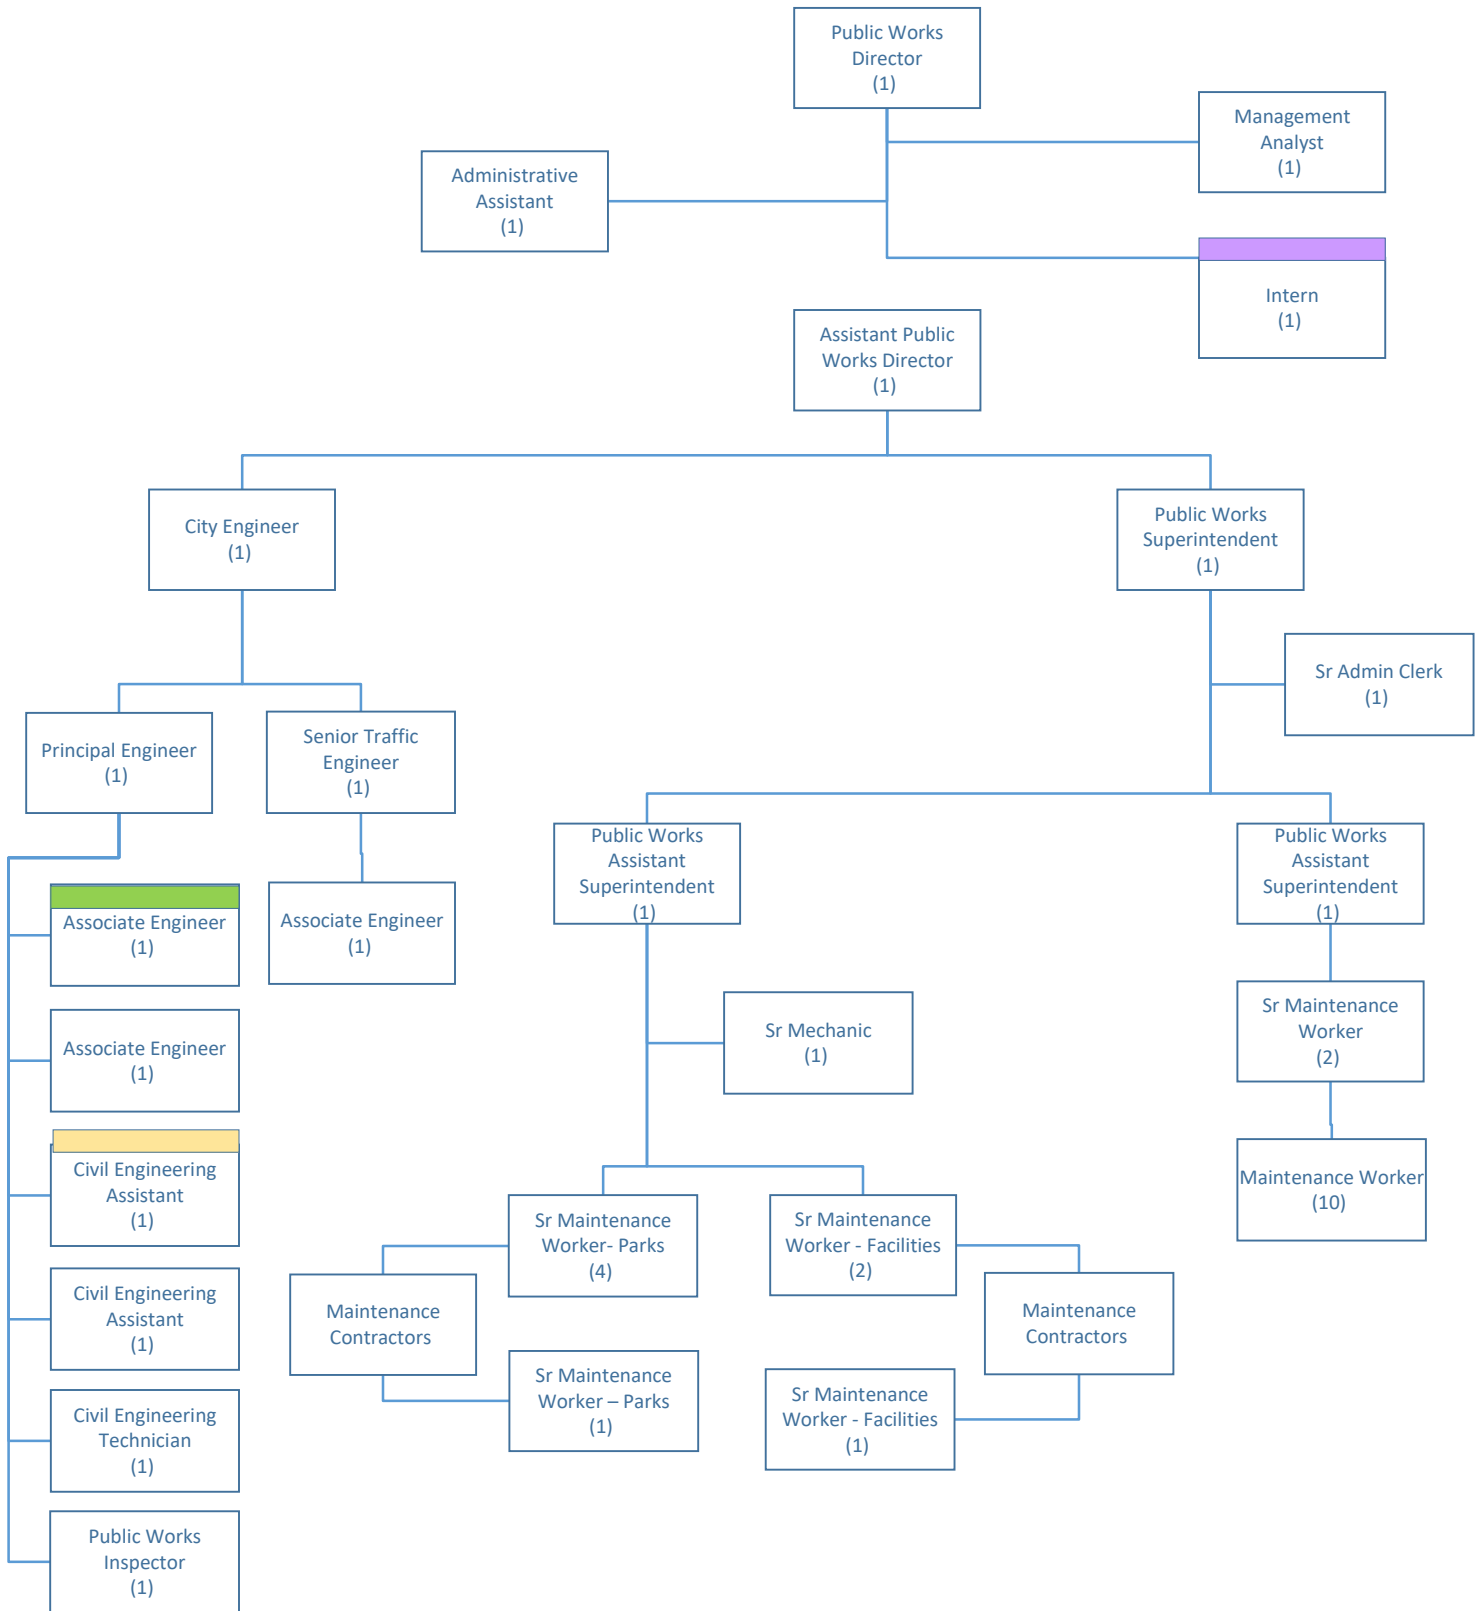 Public Works
Director
(1)
Management
Analyst
(1)
Administrative
Assistant
(1)
Intern
(1)
Assistant Public
Works Director
(1)
City Engineer
(1)
Public Works
Superintendent
(1)
Sr Admin Clerk
(1)
Principal Engineer
(1)
Senior Traffic
Engineer
(1)
Public Works
Assistant
Superintendent
(1)
Public Works
Assistant
Superintendent
(1)
Associate Engineer
(1)
Associate Engineer
(1)
Associate Engineer
(1)
Civil Engineering
Assistant
(1)
Civil Engineering
Assistant
(1)
Civil Engineering
Technician
(1)
Public Works
Inspector
(1)
Sr Mechanic
(1)
Sr Maintenance
Worker
(2)
Maintenance Worker
(10)
Sr Maintenance
Worker- Parks
(4)
Sr Maintenance
Worker - Facilities
(2)
Maintenance
Contractors
Maintenance
Contractors
Sr Maintenance
Worker – Parks
(1)
Sr Maintenance
Worker - Facilities
(1)